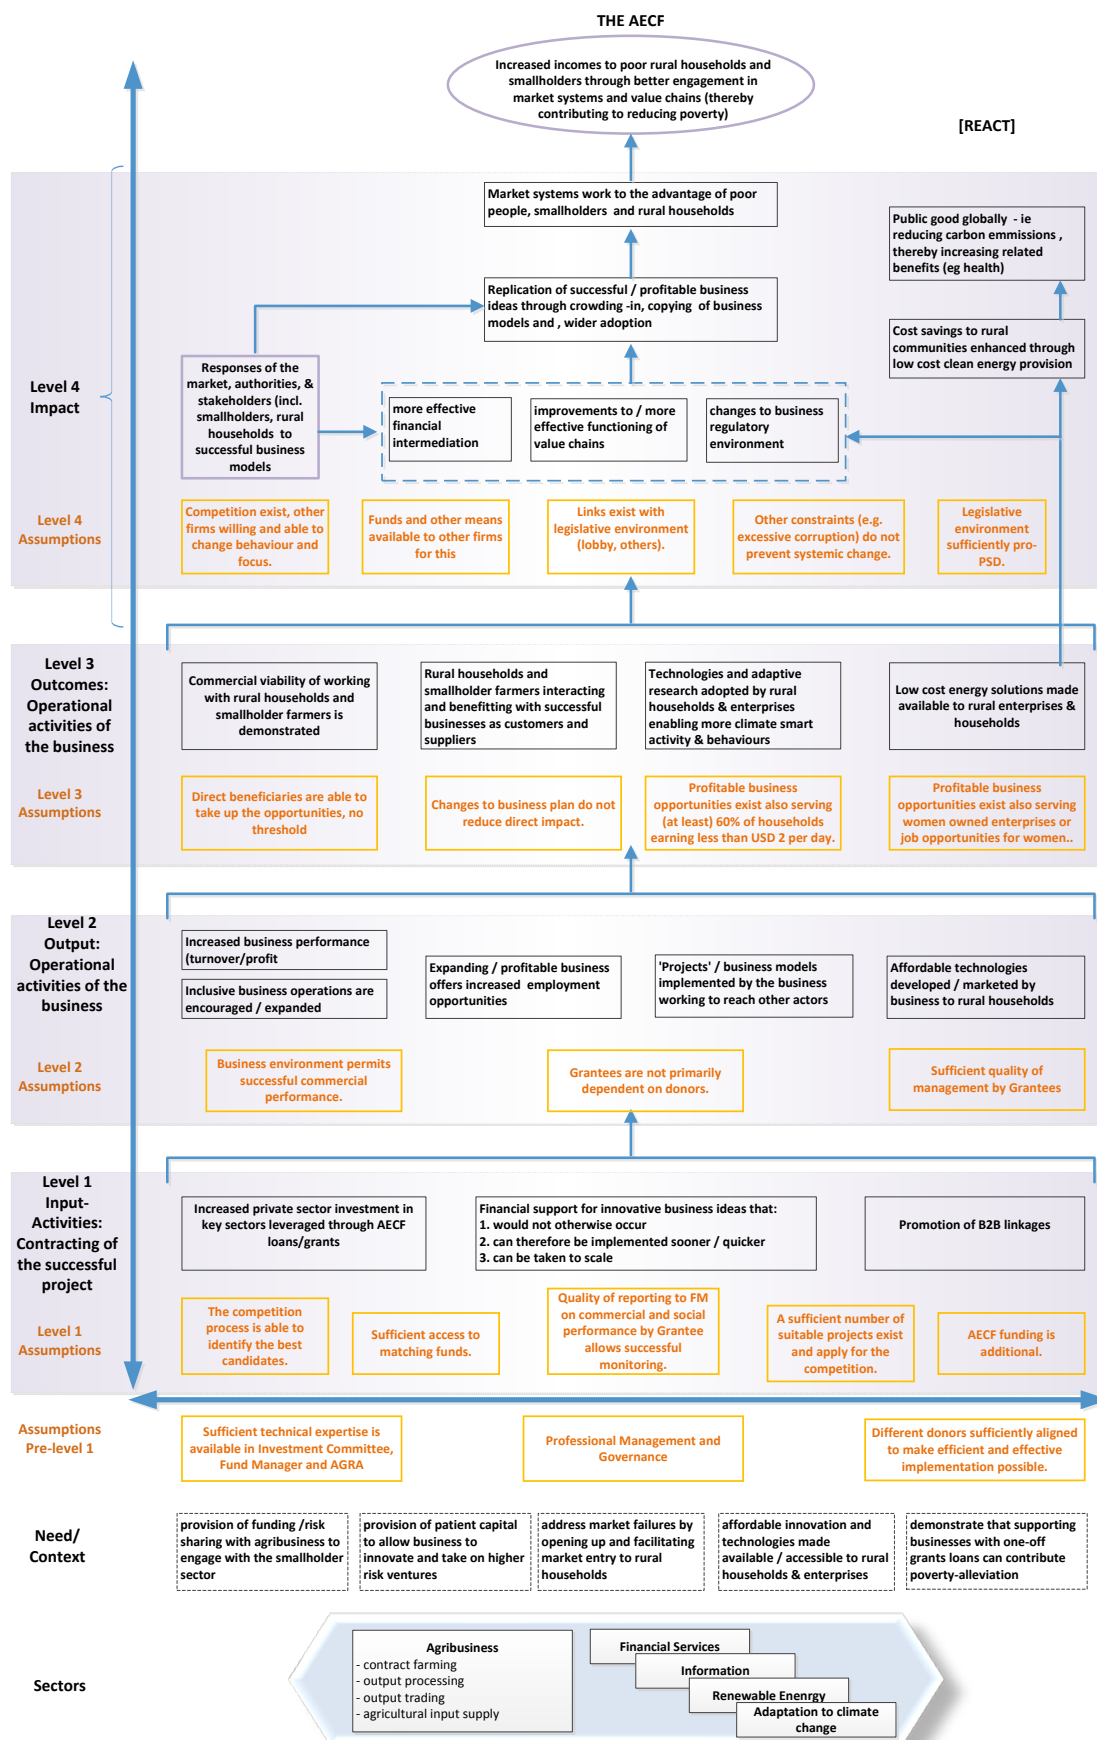 THE AECF
Increased incomes to poor rural households and
smallholders through better engagement in
market systems and value chains (thereby
contributing to reducing poverty)
[REACT]
Market systems work to the advantage of poor
people, smallholders and rural households
Public good globally - ie
reducing carbon emmissions ,
thereby increasing related
benefits (eg health)
Replication of successful / profitable business
ideas through crowding -in, copying of business
models and , wider adoption
Cost savings to rural
communities enhanced through
low cost clean energy provision
Level 4
Impact
Responses of the
market, authorities, &
stakeholders (incl.
smallholders, rural
households to
successful business
models
more effective
financial
intermediation
improvements to / more
effective functioning of
value chains
changes to business
regulatory
environment
Level 4
Assumptions
Competition exist, other
firms willing and able to
change behaviour and
focus.
Funds and other means
available to other firms
for this
Links exist with
legislative environment
(lobby, others).
Other constraints (e.g.
excessive corruption) do not
prevent systemic change.
Legislative
environment
sufficiently pro-
PSD.
Level 3
Outcomes:
Operational
activities of
the business
Commercial viability of working
with rural households and
smallholder farmers is
demonstrated
Rural households and
smallholder farmers interacting
and benefitting with successful
businesses as customers and
suppliers
Technologies and adaptive
research adopted by rural
households & enterprises
enabling more climate smart
activity & behaviours
Low cost energy solutions made
available to rural enterprises &
households
Level 3
Assumptions
Direct beneficiaries are able to
take up the opportunities, no
threshold
Changes to business plan do not
reduce direct impact.
Profitable business
opportunities exist also serving
(at least) 60% of households
earning less than USD 2 per day.
Profitable business
opportunities exist also serving
women owned enterprises or
job opportunities for women..
Level 2
Output:
Operational
activities of the
business
Increased business performance
(turnover/profit
Inclusive business operations are
encouraged / expanded
Expanding / profitable business
offers increased employment
opportunities
'Projects' / business models
implemented by the business
working to reach other actors
Affordable technologies
developed / marketed by
business to rural households
Level 2
Assumptions
Business environment permits
successful commercial
performance.
Grantees are not primarily
dependent on donors.
Sufficient quality of
management by Grantees
Level 1
Input-
Activities:
Contracting of
the successful
project
Increased private sector investment in
key sectors leveraged through AECF
loans/grants
Financial support for innovative business ideas that:
1. would not otherwise occur
2. can therefore be implemented sooner / quicker
3. can be taken to scale
Promotion of B2B linkages
Level 1
Assumptions
The competition
process is able to
identify the best
candidates.
Sufficient access to
matching funds.
Quality of reporting to FM
on commercial and social
performance by Grantee
allows successful
monitoring.
A sufficient number of
suitable projects exist
and apply for the
competition.
AECF funding is
additional.
Assumptions
Pre-level 1
Sufficient technical expertise is
available in Investment Committee,
Fund Manager and AGRA
Professional Management and
Governance
Different donors sufficiently aligned
to make efficient and effective
implementation possible.
Need/
Context
provision of funding /risk
sharing with agribusiness to
engage with the smallholder
sector
provision of patient capital
to allow business to
innovate and take on higher
risk ventures
address market failures by
opening up and facilitating
market entry to rural
households
affordable innovation and
technologies made
available / accessible to rural
households & enterprises
demonstrate that supporting
businesses with one-off
grants loans can contribute
poverty-alleviation
Sectors
Agribusiness
- contract farming
- output processing
- output trading
- agricultural input supply
Financial Services
Information
Renewable Enenrgy
Adaptation to climate
change